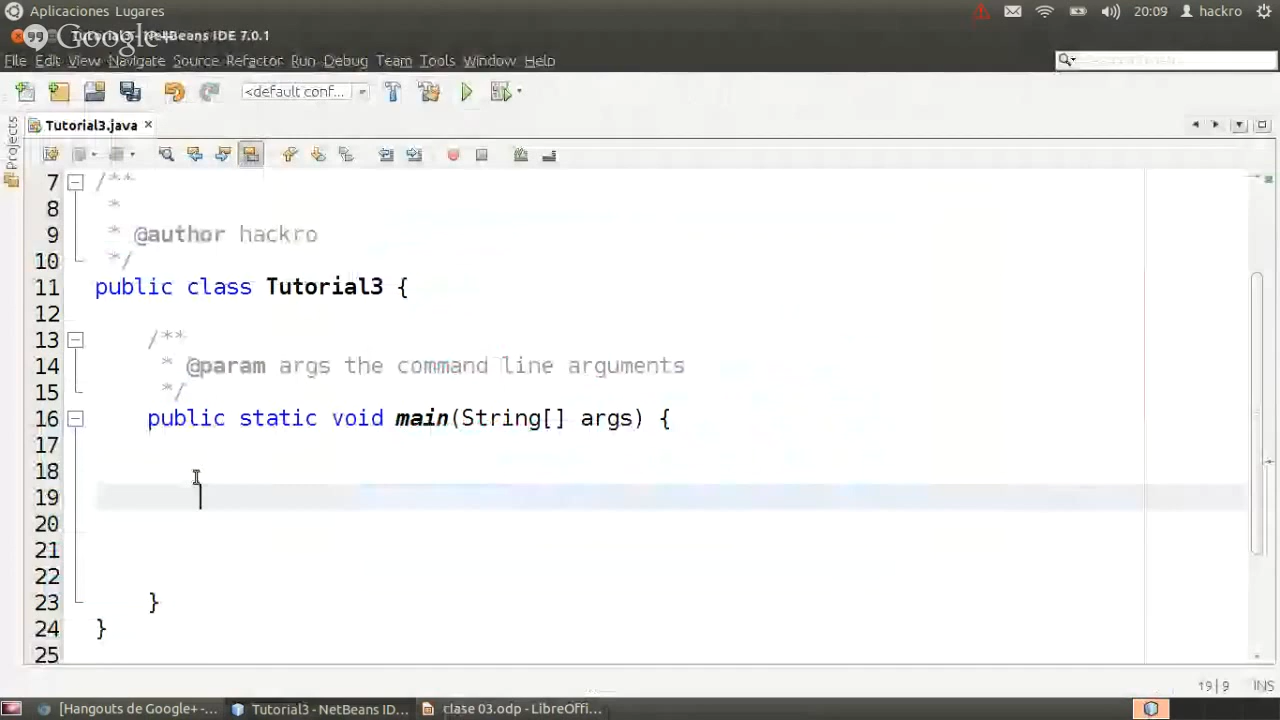 Aplicaciones Lugares
20:09 hackro
Google+
Tutorial3 - NetBeans IDE 7.0.1
File Edit View Navigate Source Refactor Run Debug Team Tools Window Help
<default conf...
Tutorial3.java
Projects
7 /**
8 *
9 * @author hackro
10 */
11 public class Tutorial3 {
12
13 /**
14 * @param args the command line arguments
15 */
16 public static void main(String[] args) {
17
18
19
20
21
22
23 }
24 }
25
19|9 INS
[Hangouts de Google+ -... Tutorial3 - NetBeans ID... clase 03.odp - LibreOffi...